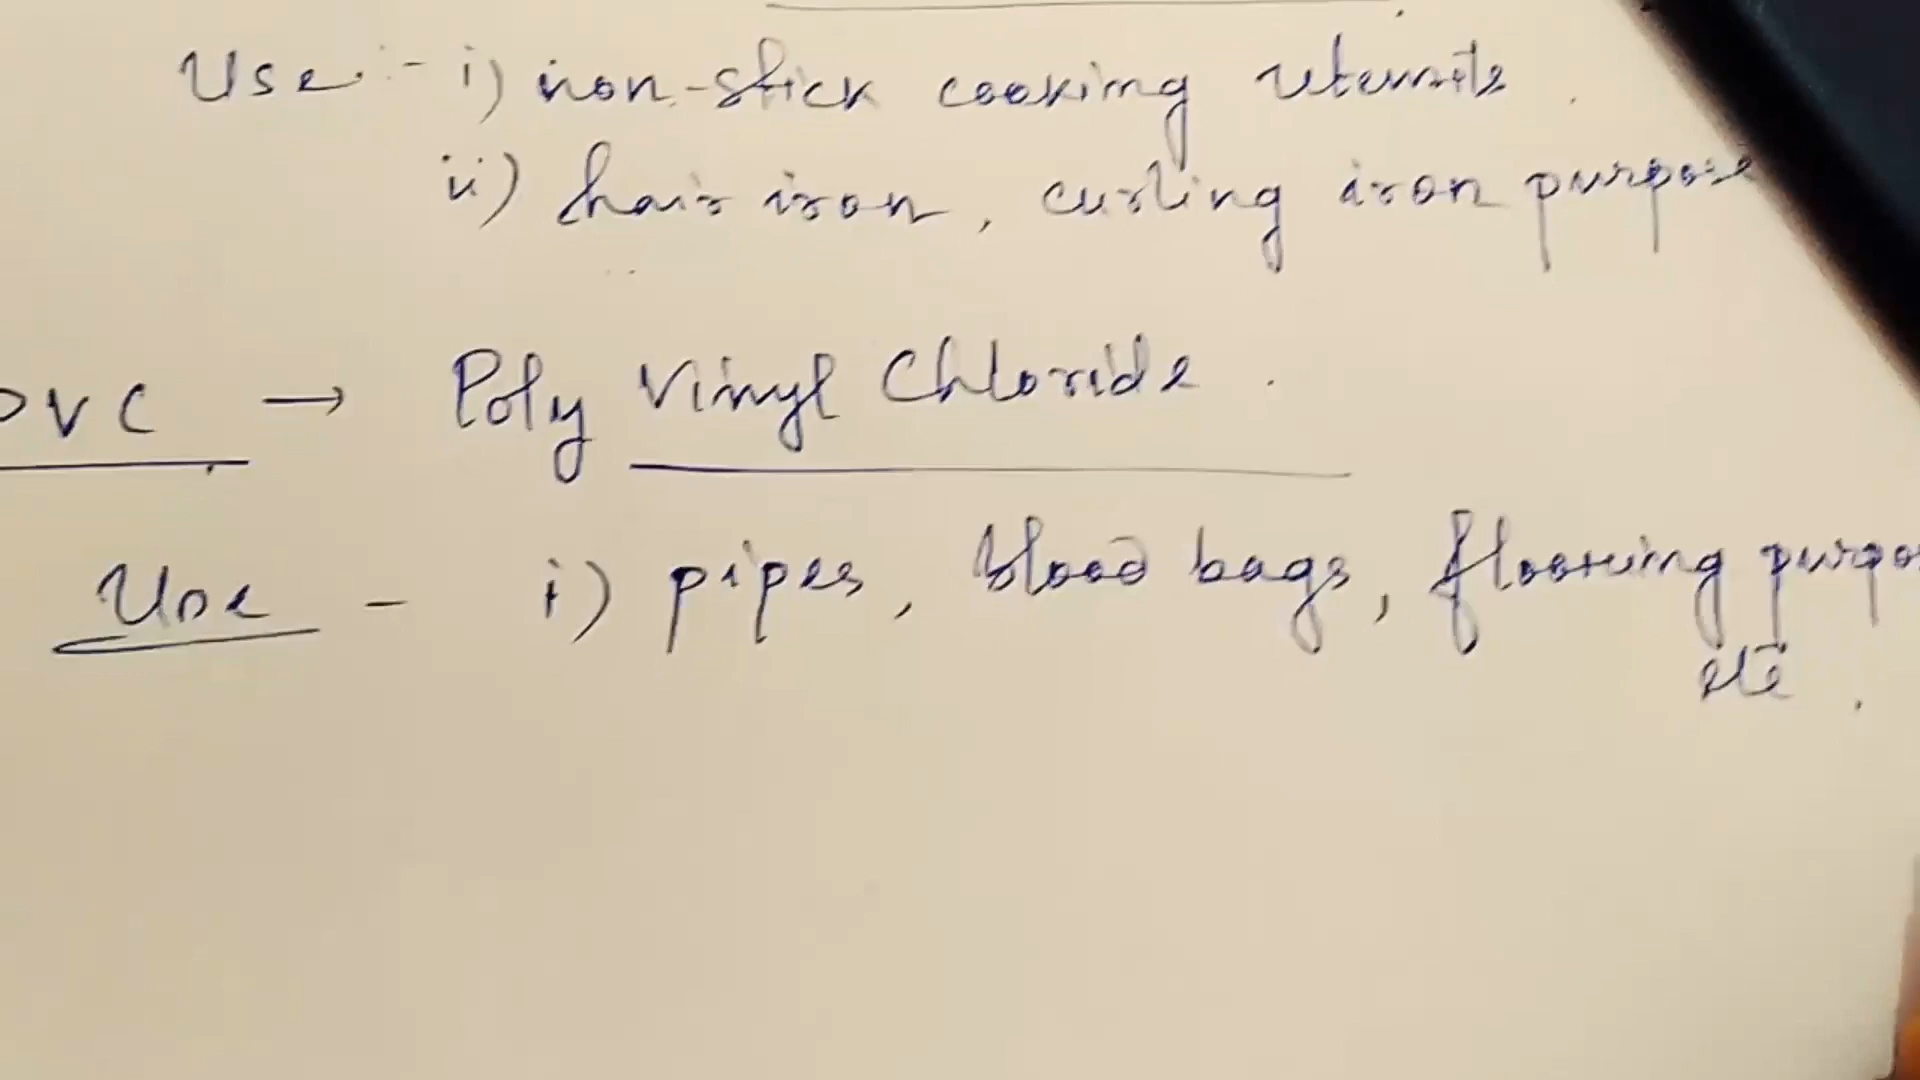 Use :- i) non-stick cooking utensils.
ii) hair iron, curling iron purpose
PVC → Poly Vinyl Chloride.
Use - i) pipes, blood bags, flooring purpo
etc.